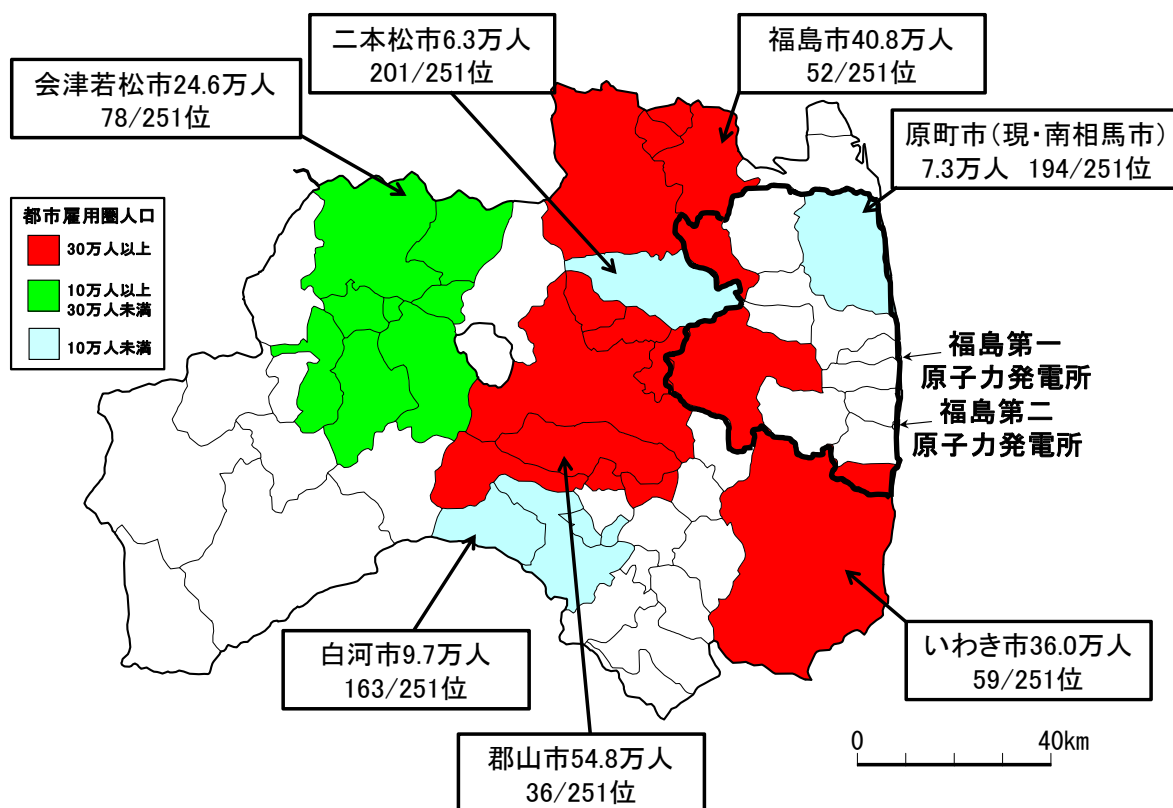 二本松市6.3万人
201/251位
福島市40.8万人
52/251位
会津若松市24.6万人
78/251位
原町市(現・南相馬市)
7.3万人 194/251位
都市雇用圏人口
30万人以上
10万人以上
30万人未満
10万人未満
福島第一
原子力発電所
福島第二
原子力発電所
白河市9.7万人
163/251位
いわき市36.0万人
59/251位
郡山市54.8万人
36/251位
0 40km